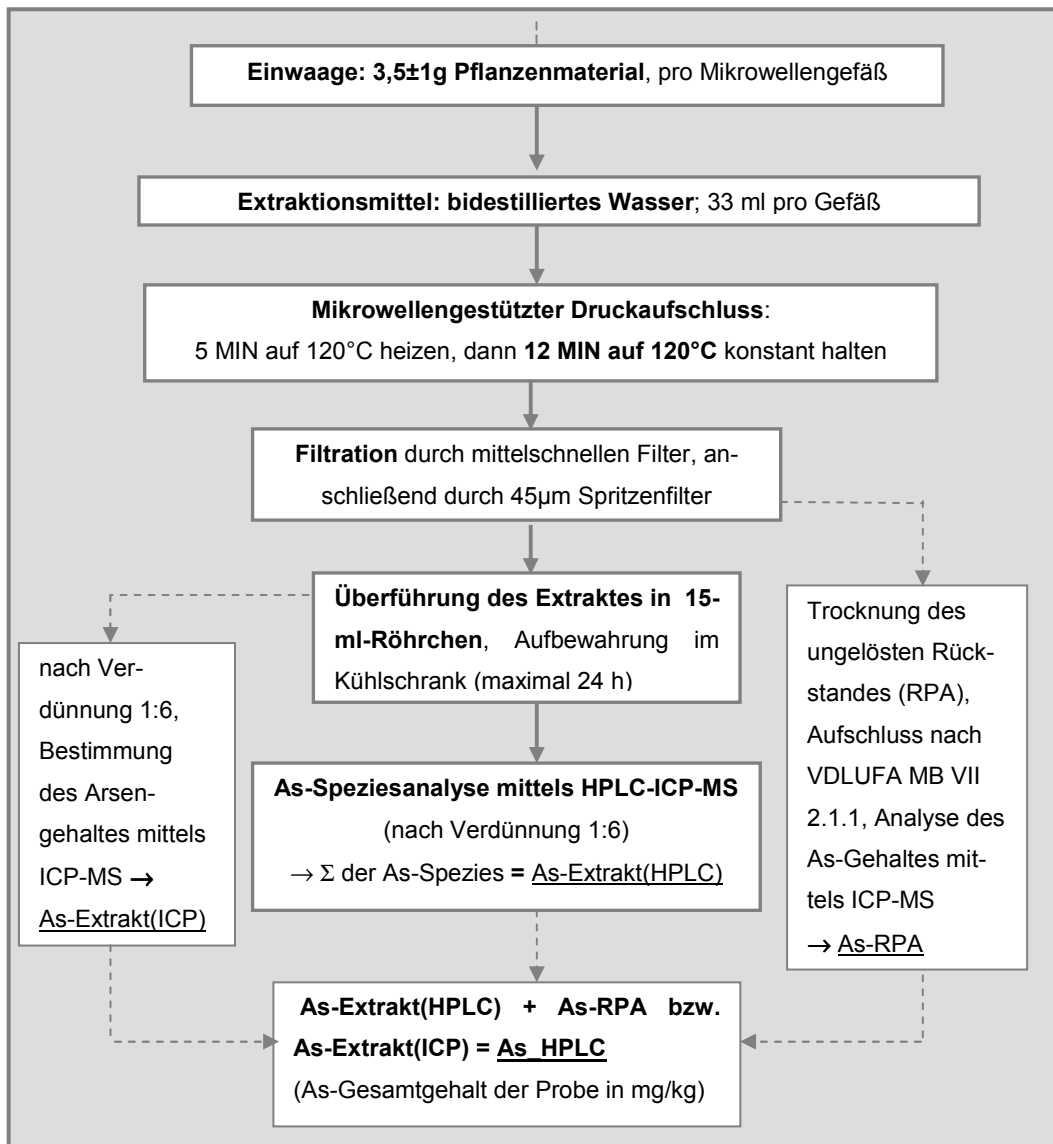 Einwaage: 3,5±1g Pflanzenmaterial, pro Mikrowellengefäß
Extraktionsmittel: bidestilliertes Wasser; 33 ml pro Gefäß
Mikrowellengestützter Druckaufschluss:
5 MIN auf 120°C heizen, dann 12 MIN auf 120°C konstant halten
Filtration durch mittelschnellen Filter, an-
schließend durch 45µm Spritzenfilter
Überführung des Extraktes in 15-
ml-Röhrchen, Aufbewahrung im
Kühlschrank (maximal 24 h)
nach Ver-
dünnung 1:6,
Bestimmung
des Arsen-
gehaltes mittels
ICP-MS →
As-Extrakt(ICP)
As-Speziesanalyse mittels HPLC-ICP-MS
(nach Verdünnung 1:6)
→ Σ der As-Spezies = As-Extrakt(HPLC)
Trocknung des
ungelösten Rück-
standes (RPA),
Aufschluss nach
VDLUFA MB VII
2.1.1, Analyse des
As-Gehaltes mit-
tels ICP-MS
→ As-RPA
As-Extrakt(HPLC) + As-RPA bzw.
As-Extrakt(ICP) = As_HPLC
(As-Gesamtgehalt der Probe in mg/kg)